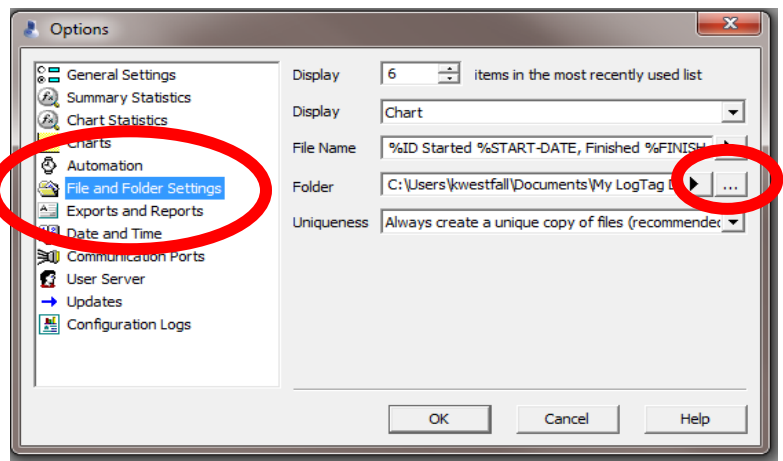 Options
General Settings
Summary Statistics
Chart Statistics
Charts
Automation
File and Folder Settings
Exports and Reports
Date and Time
Communication Ports
User Server
Updates
Configuration Logs
Display 6 items in the most recently used list
Display Chart
File Name %ID Started %START-DATE, Finished %FINISH
Folder C:\Users\kwestfall\Documents\My LogTag ...
Uniqueness Always create a unique copy of files
OK Cancel Help